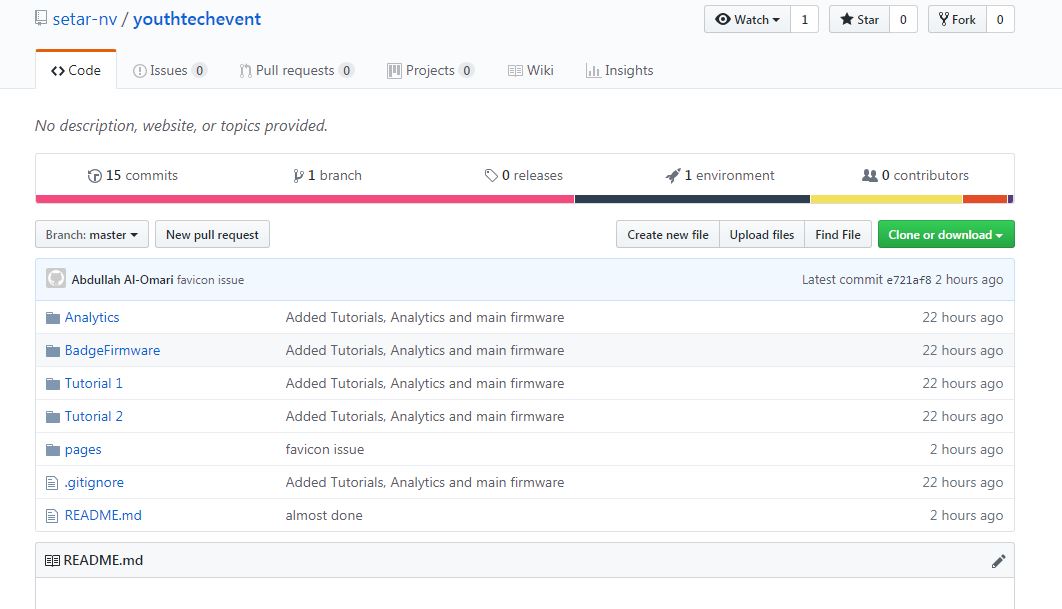 setar-nv / youthtechevent Watch 1 Star 0 Fork 0
Code Issues 0 Pull requests 0 Projects 0 Wiki Insights
No description, website, or topics provided.
15 commits 1 branch 0 releases 1 environment 0 contributors
Branch: master New pull request Create new file Upload files Find File Clone or download
Abdullah Al-Omari favicon issue Latest commit e721af8 2 hours ago
Analytics Added Tutorials, Analytics and main firmware 22 hours ago
BadgeFirmware Added Tutorials, Analytics and main firmware 22 hours ago
Tutorial 1 Added Tutorials, Analytics and main firmware 22 hours ago
Tutorial 2 Added Tutorials, Analytics and main firmware 22 hours ago
pages favicon issue 2 hours ago
.gitignore Added Tutorials, Analytics and main firmware 22 hours ago
README.md almost done 2 hours ago
README.md